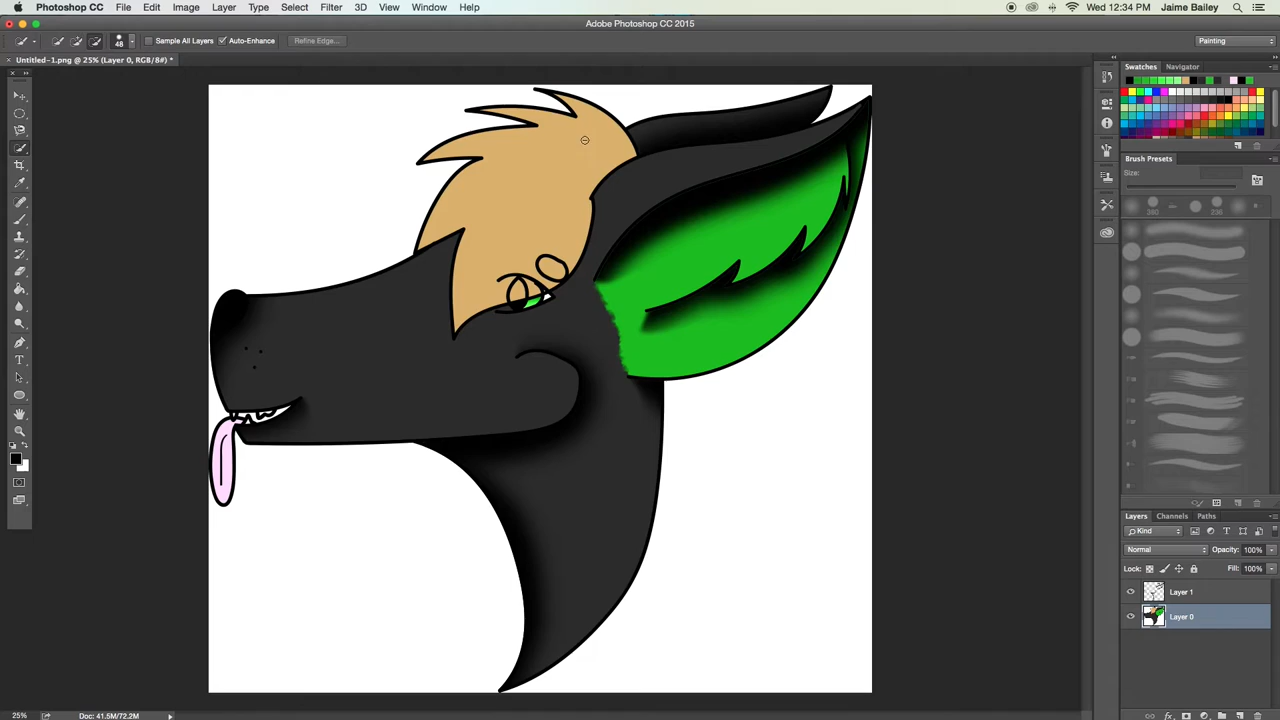 Photoshop CC File Edit Image Layer Type Select Filter 3D View Window Help Wed 12:34 PM Jaime Bailey
Adobe Photoshop CC 2015
48 Sample All Layers Auto-Enhance Refine Edge... Painting
Untitled-1.png @ 25% (Layer 0, RGB/8#) *
Swatches Navigator
Brush Presets
Size:
380 236
Layers Channels Paths
Kind
Normal Opacity: 100%
Lock: Fill: 100%
Layer 1
Layer 0
25% Doc: 41.5M/72.2M